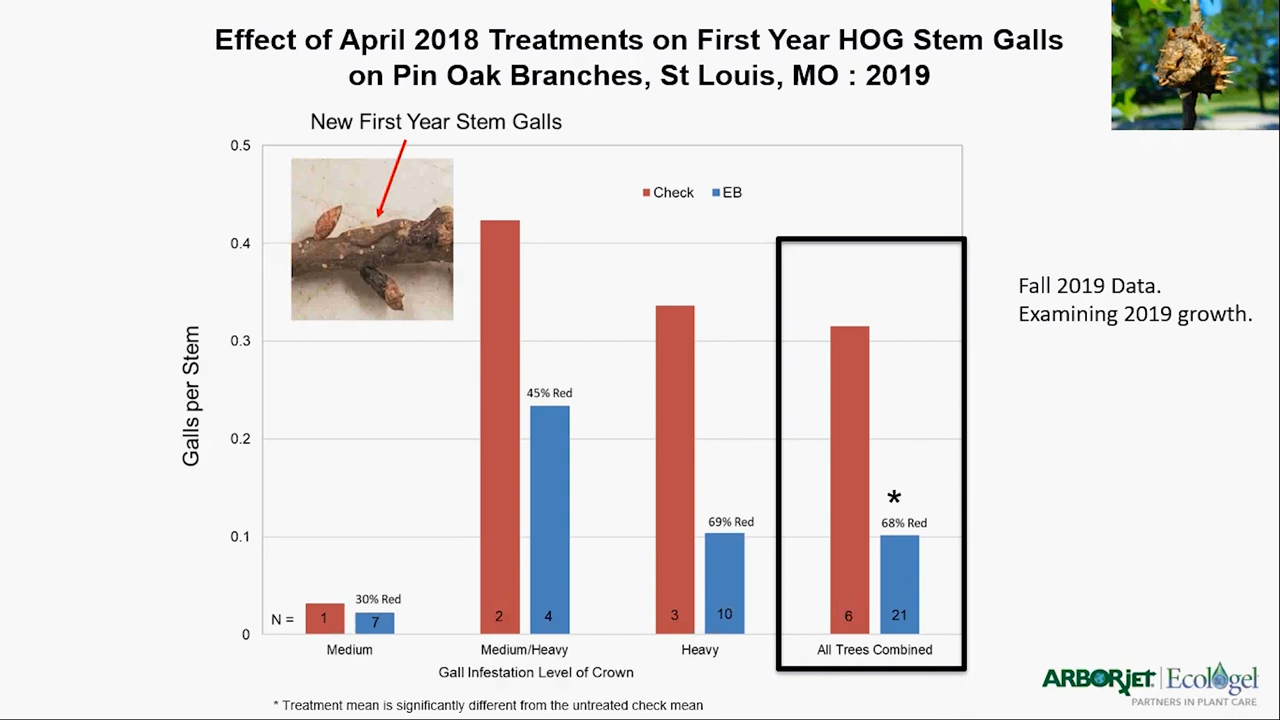 Effect of April 2018 Treatments on First Year HOG Stem Galls
on Pin Oak Branches, St Louis, MO : 2019
New First Year Stem Galls
0.5
Check
EB
0.4
Fall 2019 Data.
Examining 2019 growth.
0.3
Galls per Stem
45% Red
0.2
69% Red
*
68% Red
0.1
30% Red
N =
1
7
2
4
3
10
6
21
0
Medium
Medium/Heavy
Heavy
All Trees Combined
Gall Infestation Level of Crown
ARBORjet | Ecologel
PARTNERS IN PLANT CARE
* Treatment mean is significantly different from the untreated check mean